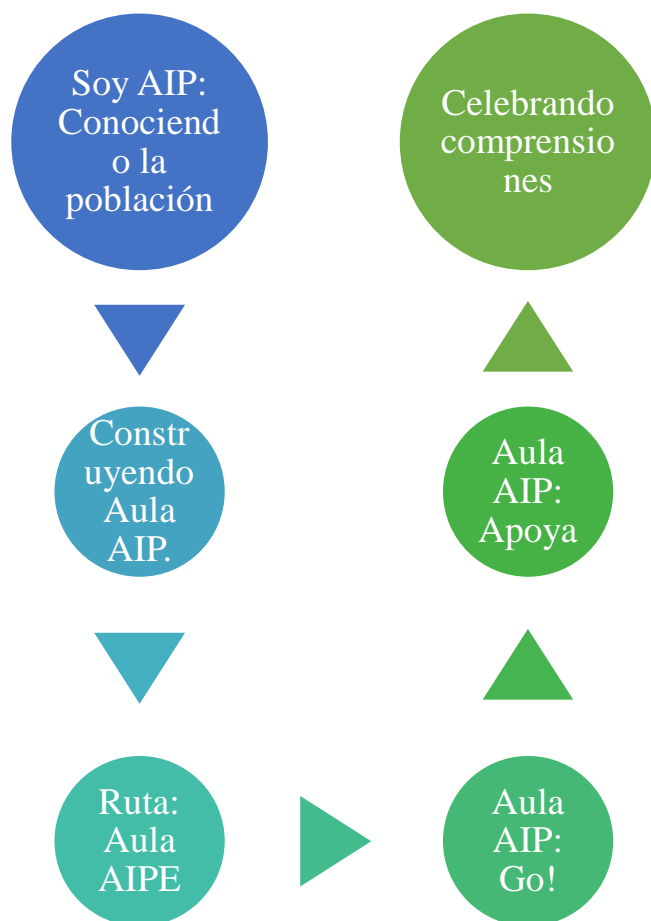 Soy AIP:
Conociend
o la
población
Constr
uyendo
Aula
AIP.
Ruta:
Aula
AIPE
Aula
AIP:
Go!
Aula
AIP:
Apoya
Celebrando
comprensio
nes